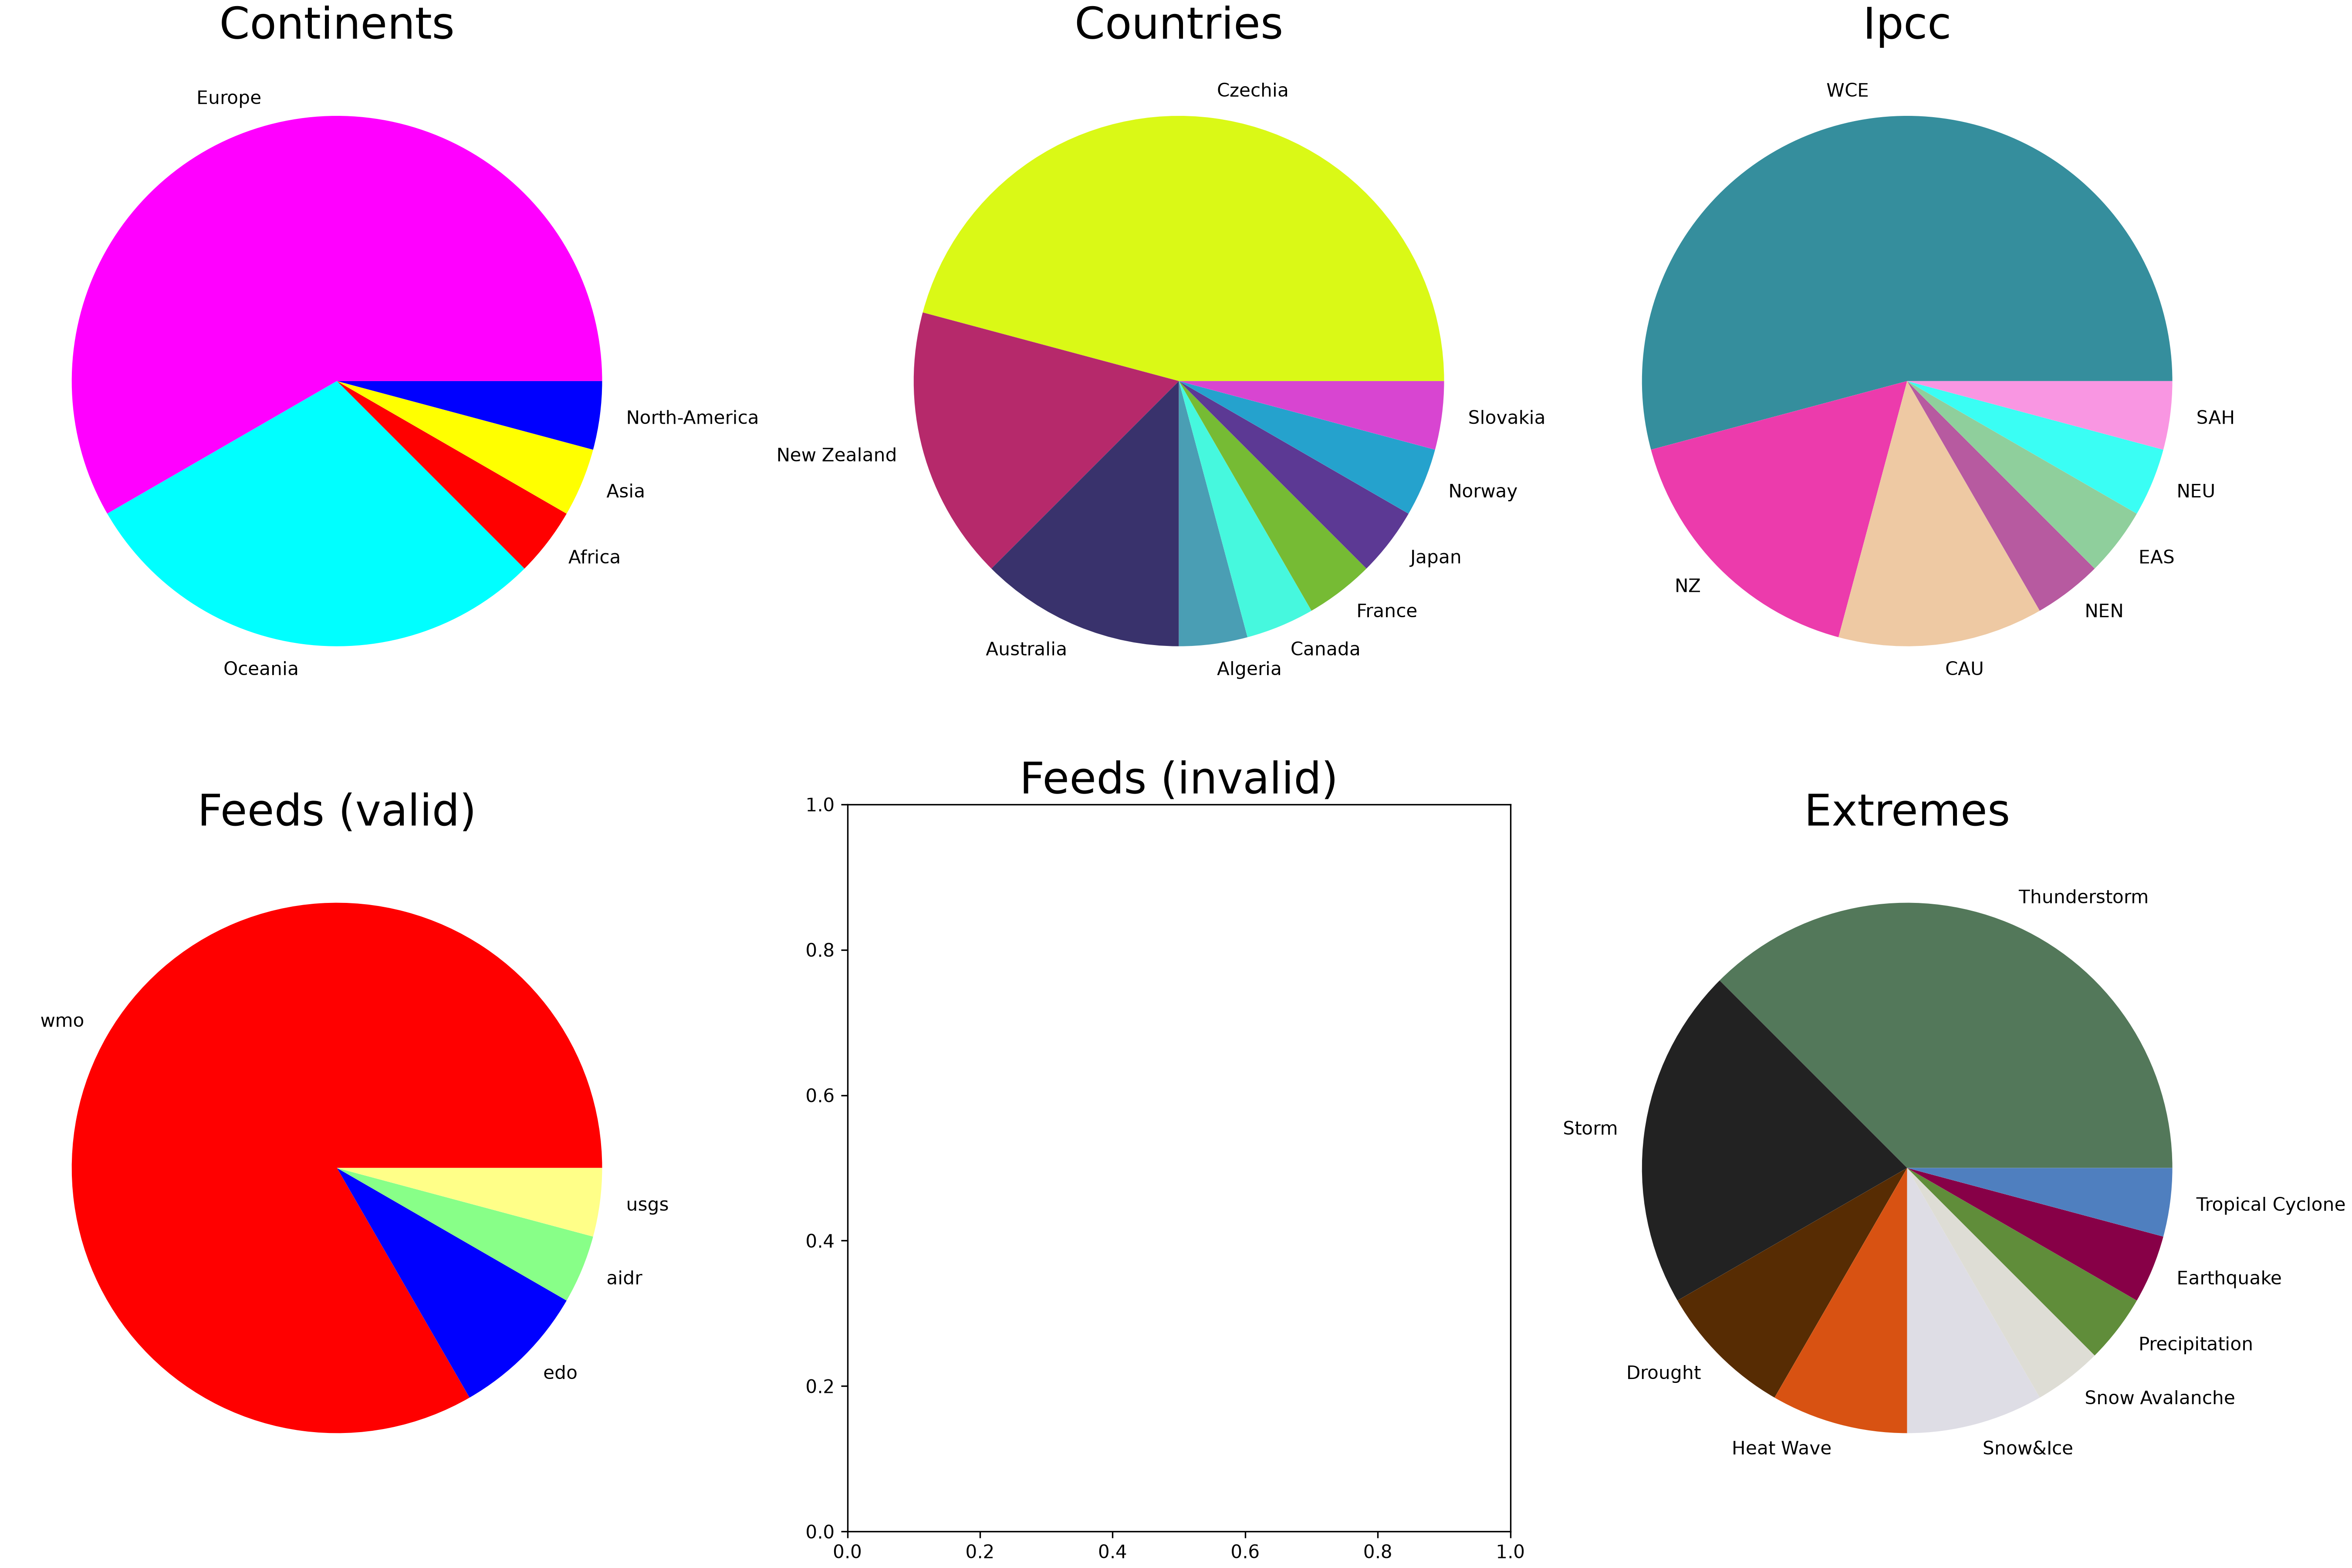 Continents
Europe
North-America
Asia
Africa
Oceania
Countries
Czechia
New Zealand
Slovakia
Norway
Japan
France
Canada
Algeria
Australia
Ipcc
WCE
SAH
NEU
EAS
NEN
CAU
NZ
Feeds (valid)
wmo
usgs
aidr
edo
Feeds (invalid)
1.0
0.8
0.6
0.4
0.2
0.0
0.0 0.2 0.4 0.6 0.8 1.0
Extremes
Thunderstorm
Storm
Tropical Cyclone
Earthquake
Precipitation
Snow Avalanche
Snow&Ice
Heat Wave
Drought